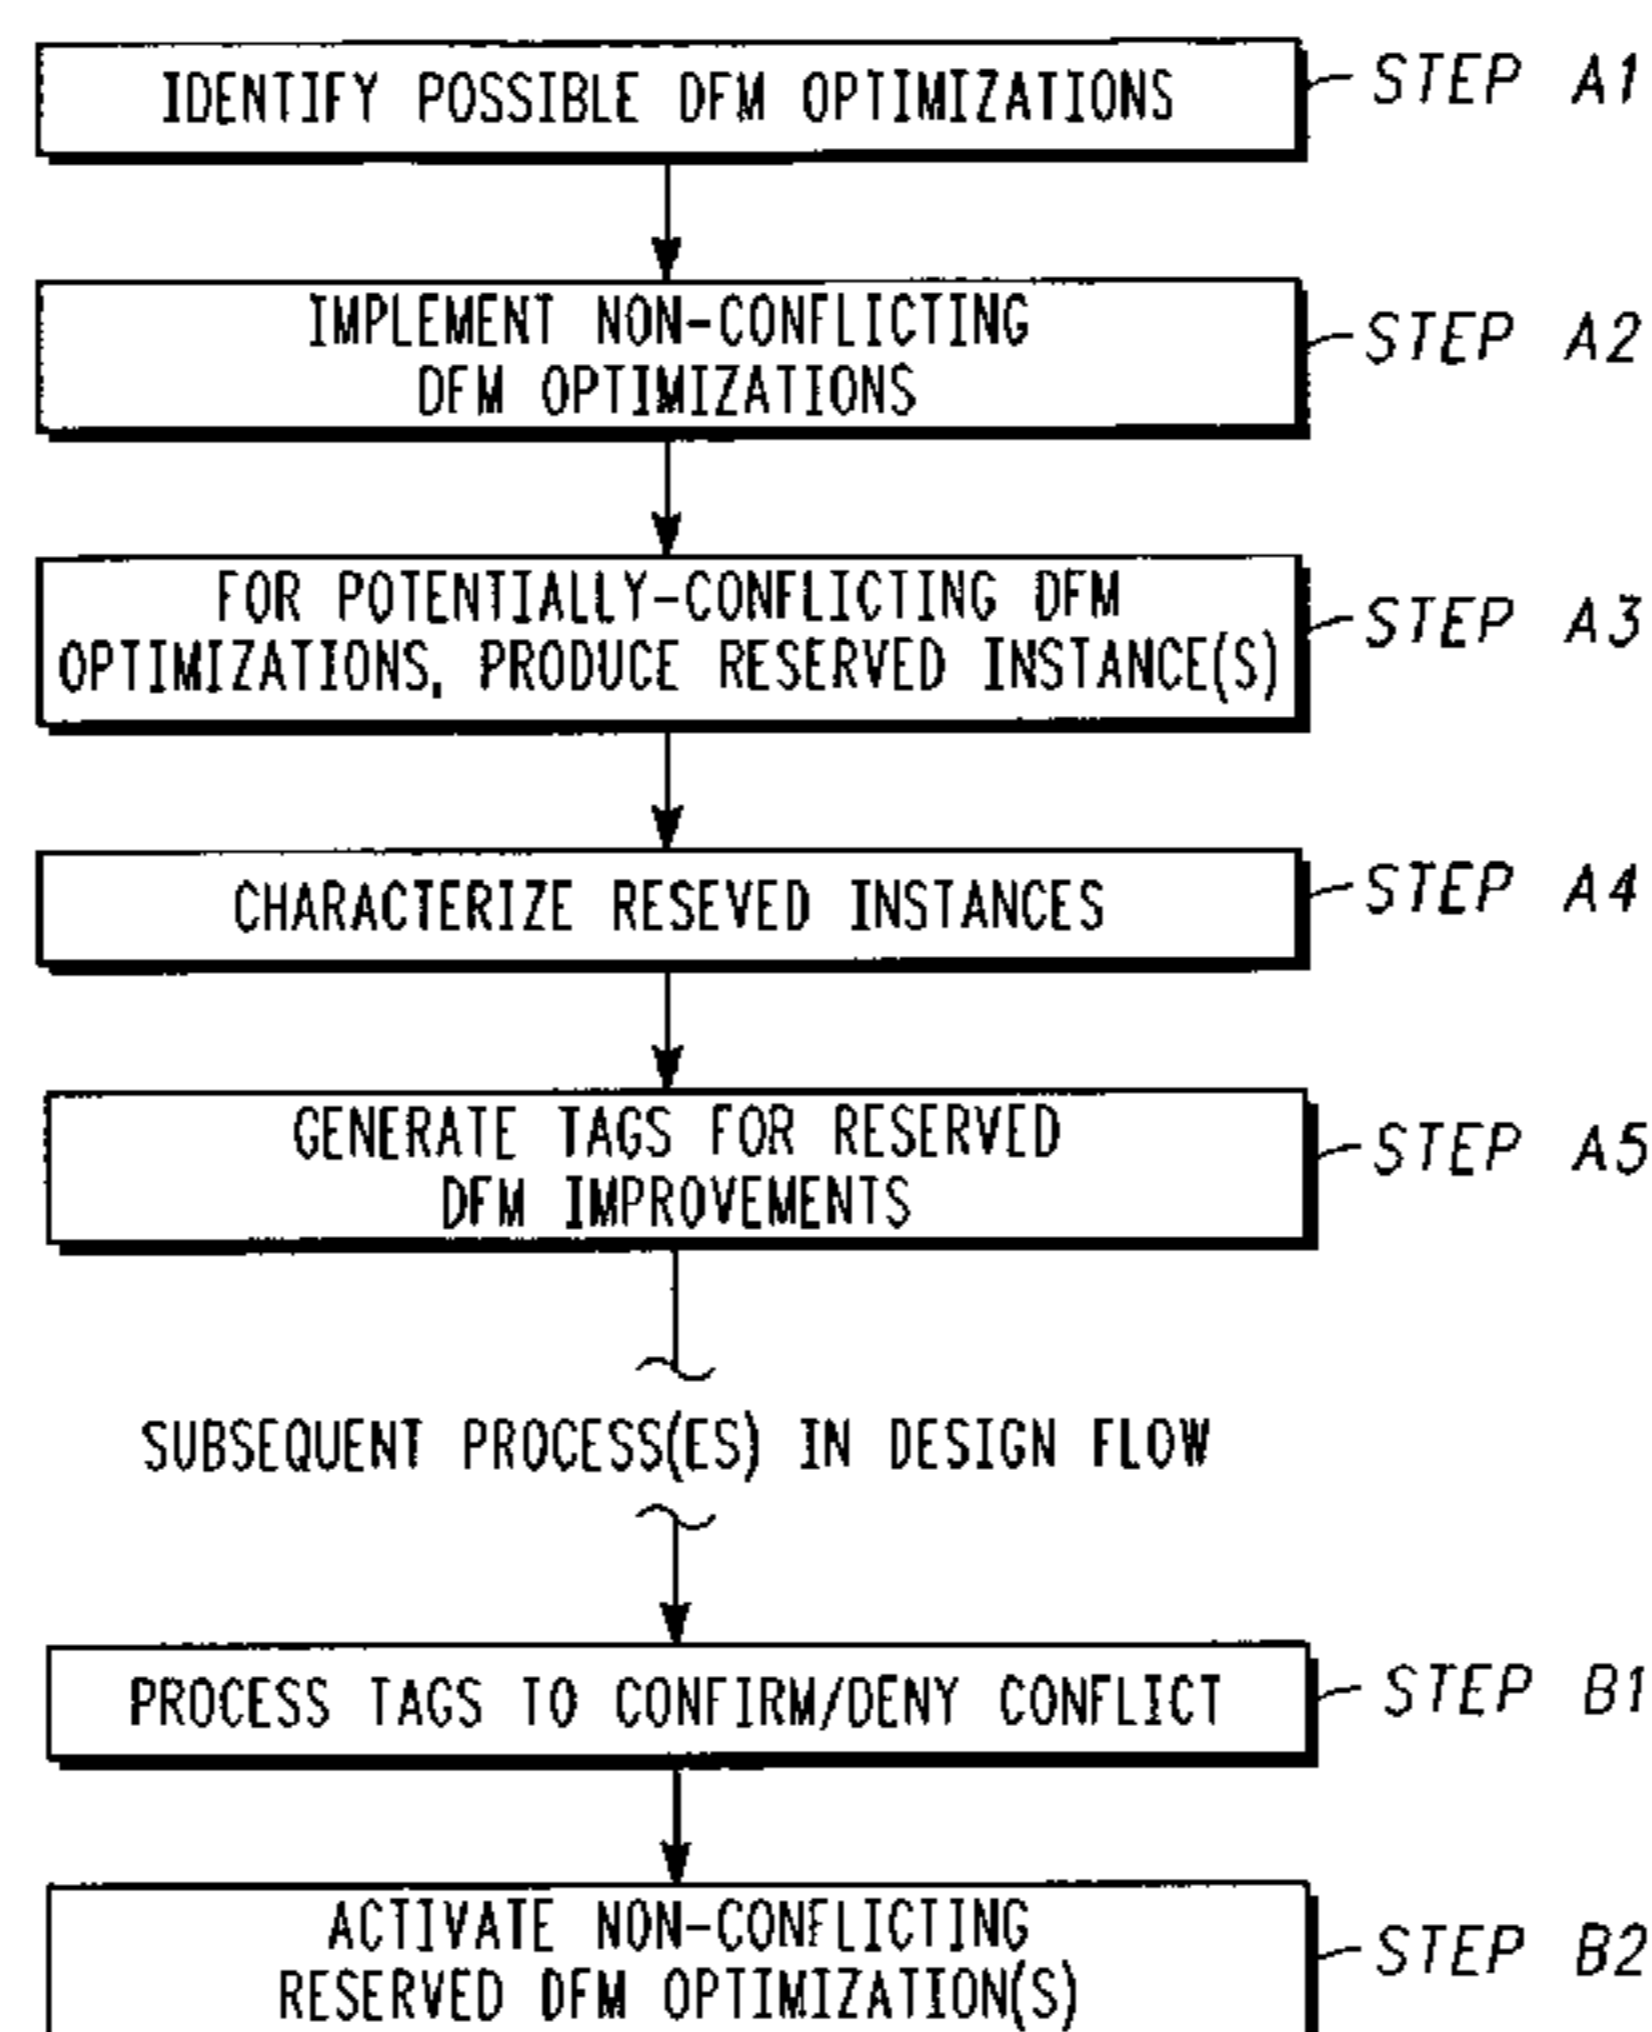 IDENTIFY POSSIBLE DFM OPTIMIZATIONS
STEP A1
IMPLEMENT NON-CONFLICTING
DFM OPTIMIZATIONS
STEP A2
FOR POTENTIALLY-CONFLICTING DFM
OPTIMIZATIONS, PRODUCE RESERVED INSTANCE(S)
STEP A3
CHARACTERIZE RESEVED INSTANCES
STEP A4
GENERATE TAGS FOR RESERVED
DFM IMPROVEMENTS
STEP A5
SUBSEQUENT PROCESS(ES) IN DESIGN FLOW
PROCESS TAGS TO CONFIRM/DENY CONFLICT
STEP B1
ACTIVATE NON-CONFLICTING
RESERVED DFM OPTIMIZATION(S)
STEP B2